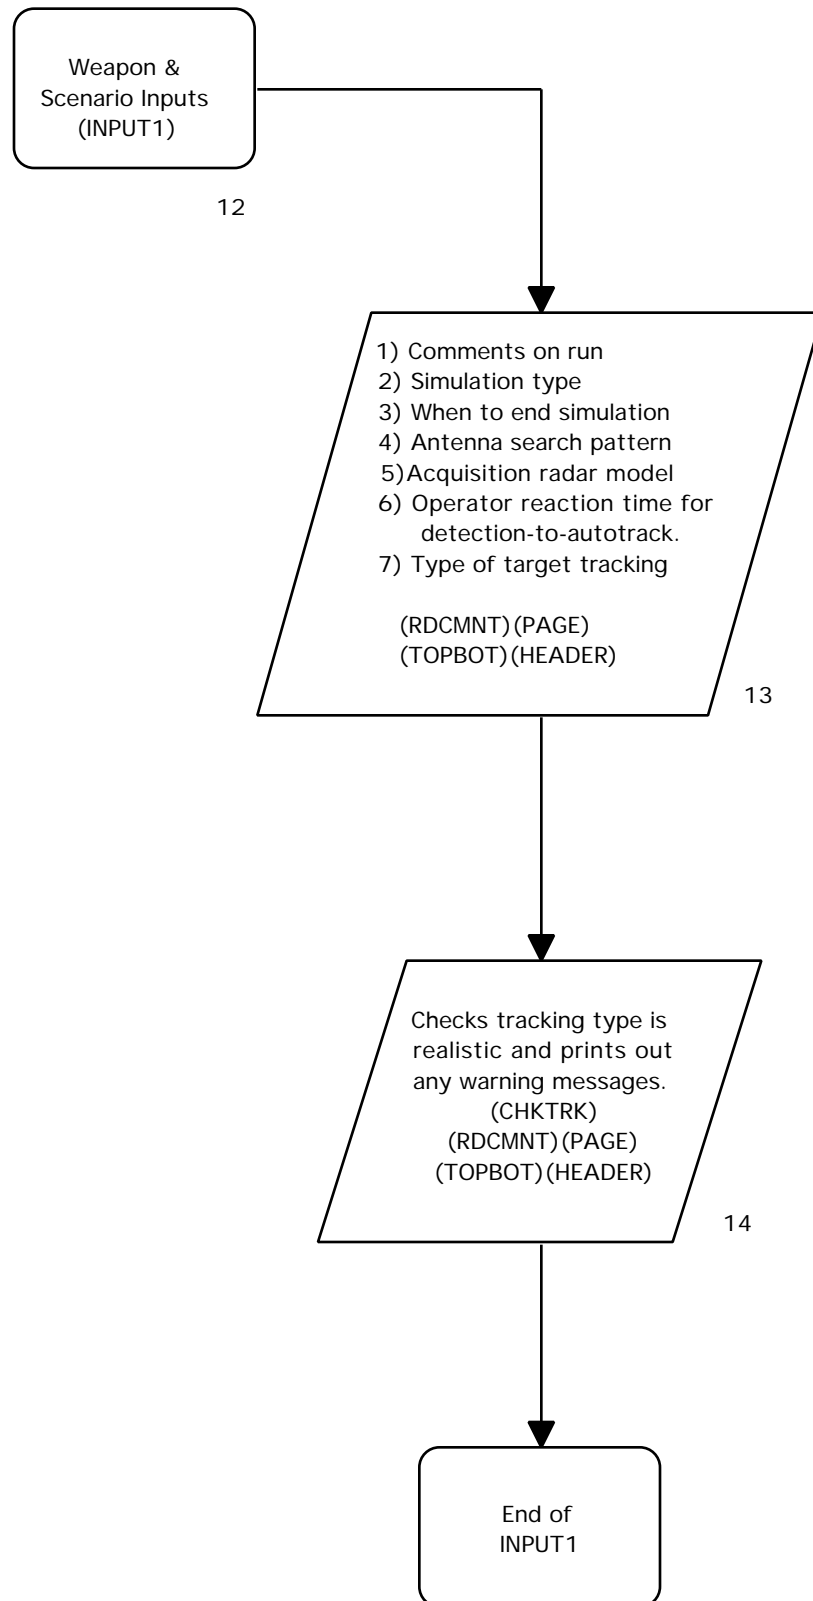 Weapon &
Scenario Inputs
(INPUT1)
12
1) Comments on run
2) Simulation type
3) When to end simulation
4) Antenna search pattern
5)Acquisition radar model
6) Operator reaction time for
detection-to-autotrack.
7) Type of target tracking
(RDCMNT)(PAGE)
(TOPBOT)(HEADER)
13
Checks tracking type is
realistic and prints out
any warning messages.
(CHKTRK)
(RDCMNT)(PAGE)
(TOPBOT)(HEADER)
14
End of
INPUT1